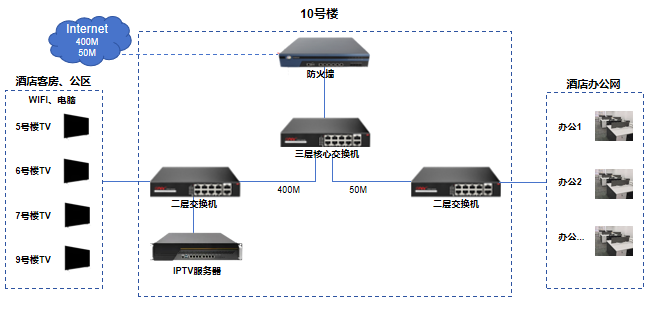 10号楼
Internet
400M
50M
防火墙
酒店客房、公区
WIFI、电脑
5号楼TV
6号楼TV
7号楼TV
9号楼TV
三层核心交换机
400M
50M
二层交换机
二层交换机
IPTV服务器
酒店办公网
办公1
办公2
办公...